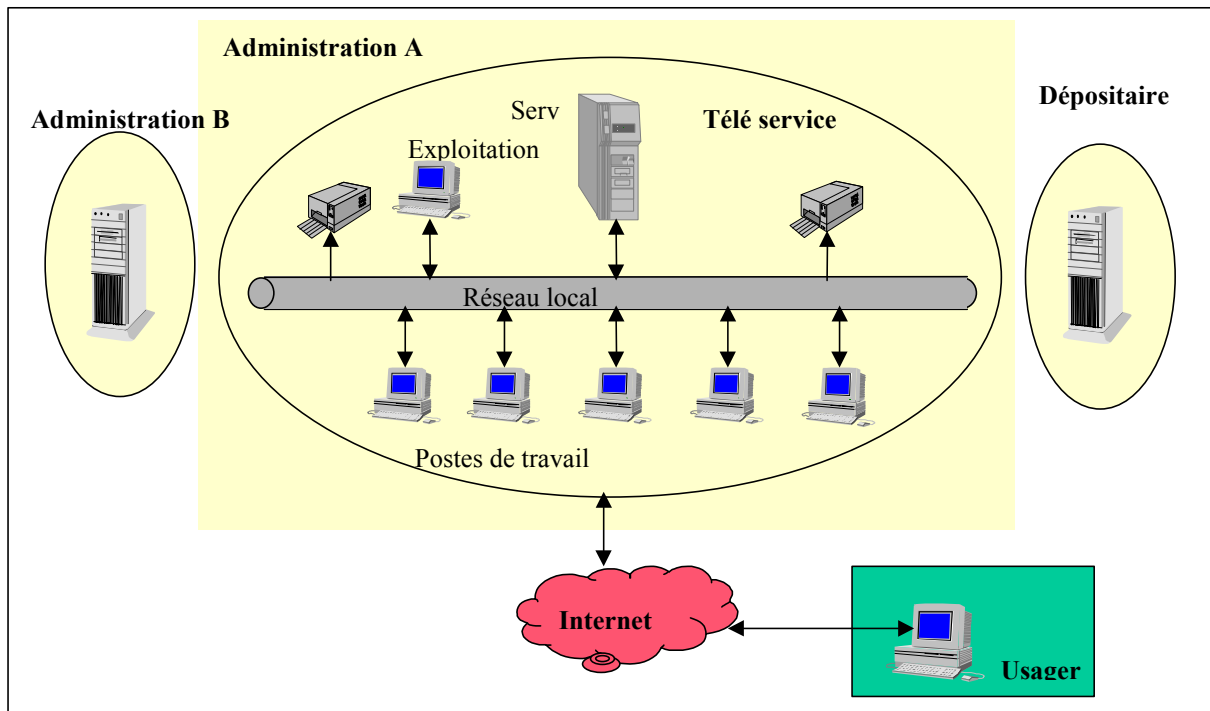 Administration A
Administration B
Serv
Télé service
Dépositaire
Exploitation
Réseau local
Postes de travail
Internet
Usager